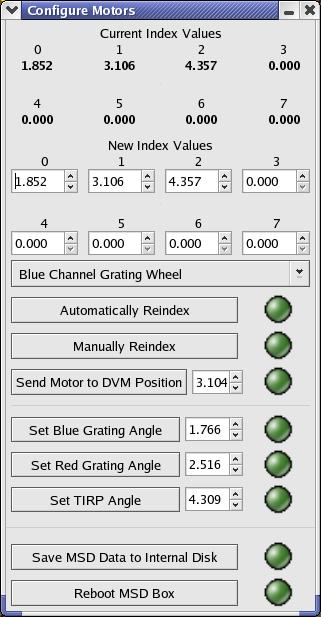 Configure Motors
Current Index Values
0 1 2 3
1.852 3.106 4.357 0.000
4 5 6 7
0.000 0.000 0.000 0.000
New Index Values
0 1 2 3
1.852 3.106 4.357 0.000
4 5 6 7
0.000 0.000 0.000 0.000
Blue Channel Grating Wheel
Automatically Reindex
Manually Reindex
Send Motor to DVM Position 3.104
Set Blue Grating Angle 1.766
Set Red Grating Angle 2.516
Set TIRP Angle 4.309
Save MSD Data to Internal Disk
Reboot MSD Box